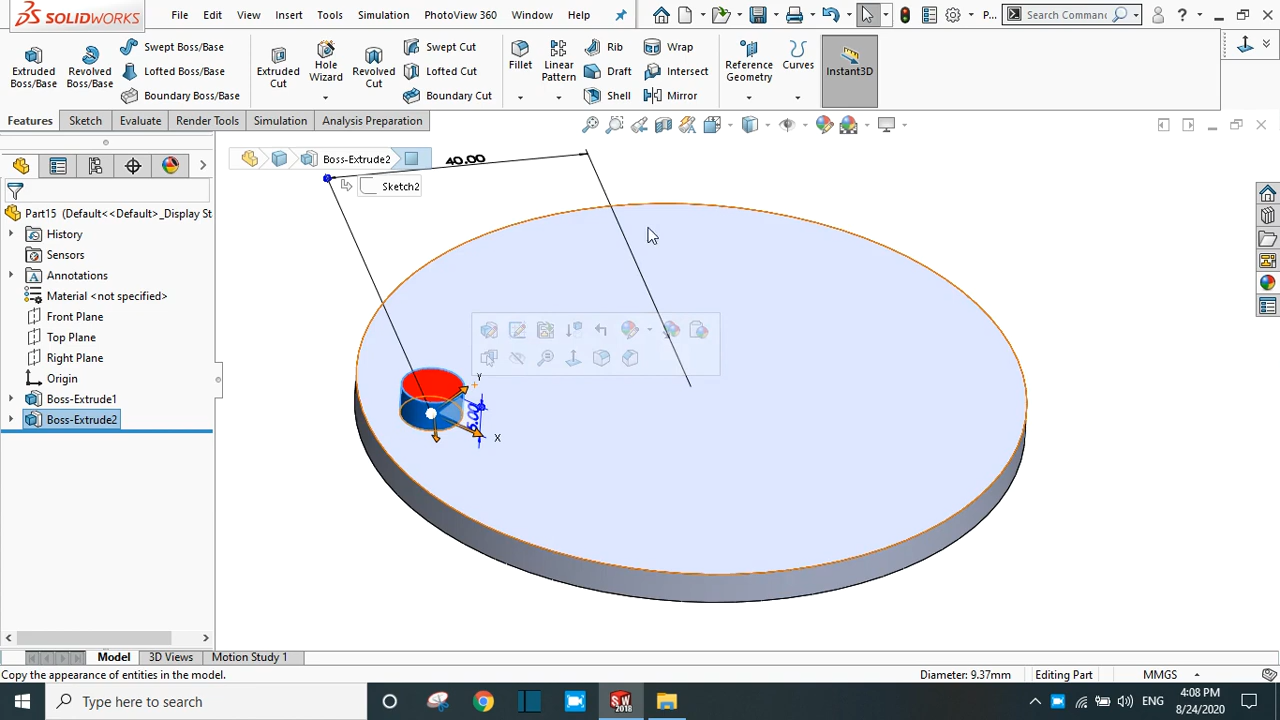 SOLIDWORKS
File Edit View Insert Tools Simulation PhotoView 360 Window Help
P... Search Commanc
Extruded Boss/Base
Revolved Boss/Base
Swept Boss/Base
Lofted Boss/Base
Boundary Boss/Base
Extruded Cut
Hole Wizard
Revolved Cut
Swept Cut
Lofted Cut
Boundary Cut
Fillet
Linear Pattern
Rib
Draft
Shell
Wrap
Intersect
Mirror
Reference Geometry
Curves
Instant3D
Features Sketch Evaluate Render Tools Simulation Analysis Preparation
Boss-Extrude2
Sketch2
40.00
Part15 (Default<<Default>_Display St
History
Sensors
Annotations
Material <not specified>
Front Plane
Top Plane
Right Plane
Origin
Boss-Extrude1
Boss-Extrude2
Y
5.00
X
Model 3D Views Motion Study 1
Copy the appearance of entities in the model. Diameter: 9.37mm Editing Part MMGS
Type here to search
SW 2018
ENG
4:08 PM
8/24/2020